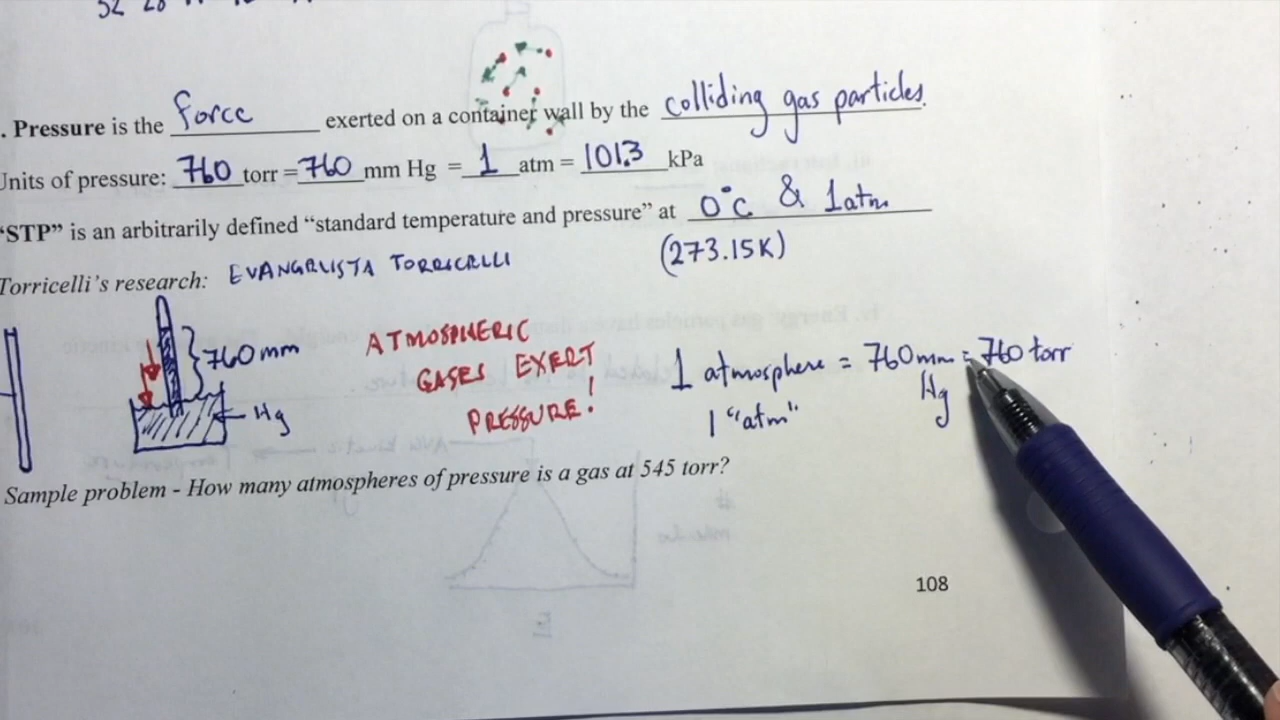 . Pressure is the force exerted on a container wall by the colliding gas particles.
Units of pressure: 760 torr = 760 mm Hg = 1 atm = 101.3 kPa
“STP” is an arbitrarily defined “standard temperature and pressure” at 0°C & 1atm
(273.15K)
Torricelli’s research: EVANGELISTA TORRICELLI
760mm
Hg
ATMOSPHERIC
GASES EXERT
PRESSURE!
1 atmosphere = 760mm = 760 torr
Hg
1 “atm”
Sample problem - How many atmospheres of pressure is a gas at 545 torr?
108